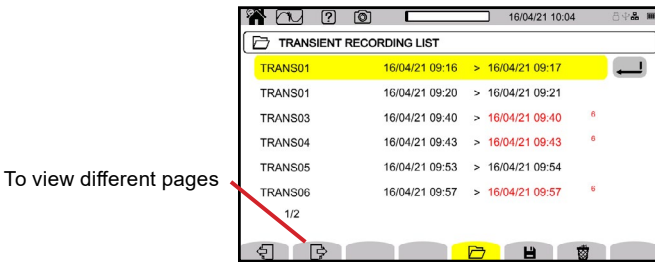 ? 16/04/21 10:04
TRANSIENT RECORDING LIST
TRANS01 16/04/21 09:16 > 16/04/21 09:17
TRANS01 16/04/21 09:20 > 16/04/21 09:21
TRANS03 16/04/21 09:40 > 16/04/21 09:40 6
TRANS04 16/04/21 09:43 > 16/04/21 09:43 6
TRANS05 16/04/21 09:53 > 16/04/21 09:54
To view different pages
TRANS06 16/04/21 09:57 > 16/04/21 09:57 6
1/2